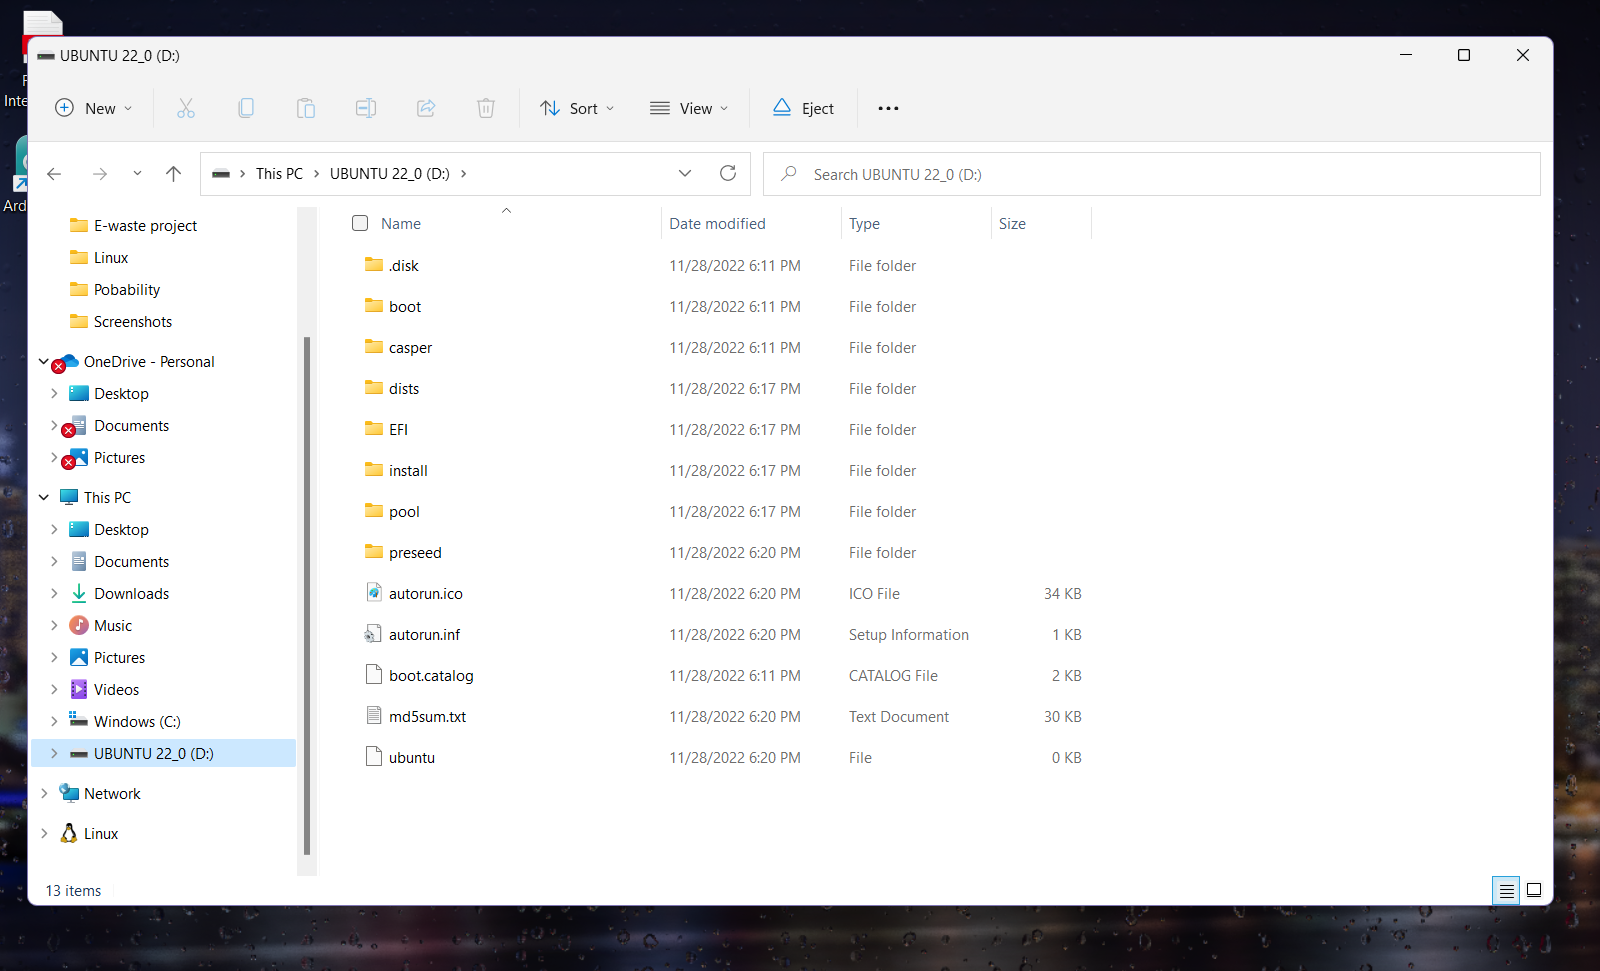 UBUNTU 22_0 (D:)
New
Sort
View
Eject
This PC
UBUNTU 22_0 (D:)
Search UBUNTU 22_0 (D:)
E-waste project
Linux
Pobability
Screenshots
OneDrive - Personal
Desktop
Documents
Pictures
This PC
Desktop
Documents
Downloads
Music
Pictures
Videos
Windows (C:)
UBUNTU 22_0 (D:)
Network
Linux
Name Date modified Type Size
.disk 11/28/2022 6:11 PM File folder
boot 11/28/2022 6:11 PM File folder
casper 11/28/2022 6:11 PM File folder
dists 11/28/2022 6:17 PM File folder
EFI 11/28/2022 6:17 PM File folder
install 11/28/2022 6:17 PM File folder
pool 11/28/2022 6:17 PM File folder
preseed 11/28/2022 6:20 PM File folder
autorun.ico 11/28/2022 6:20 PM ICO File 34 KB
autorun.inf 11/28/2022 6:20 PM Setup Information 1 KB
boot.catalog 11/28/2022 6:11 PM CATALOG File 2 KB
md5sum.txt 11/28/2022 6:20 PM Text Document 30 KB
ubuntu 11/28/2022 6:20 PM File 0 KB
13 items
Inte
Ard